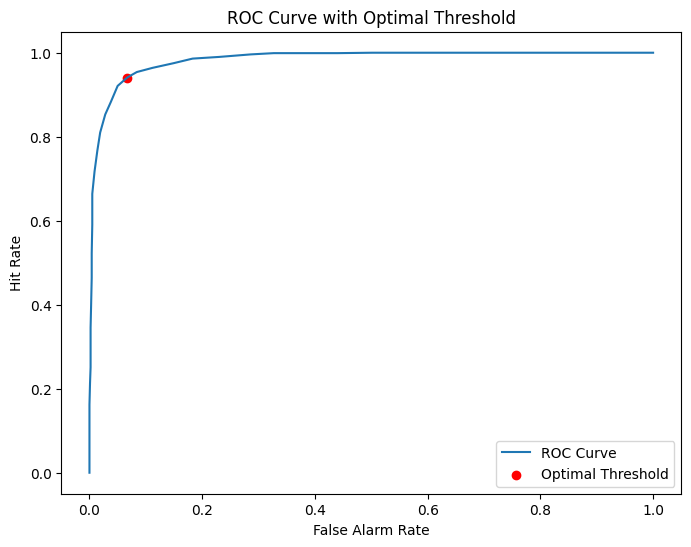 ROC Curve with Optimal Threshold
1.0
0.8
0.6
0.4
0.2
0.0
Hit Rate
0.0 0.2 0.4 0.6 0.8 1.0
False Alarm Rate
ROC Curve
Optimal Threshold